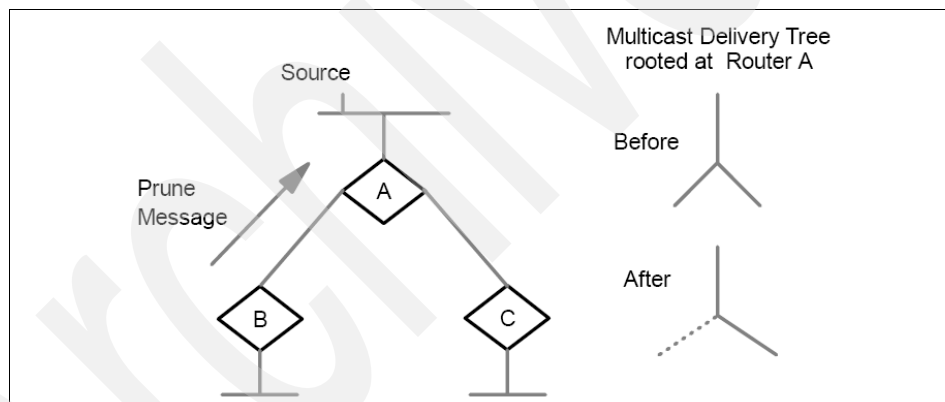 Multicast Delivery Tree
rooted at Router A
Source
Before
Prune
Message
A
After
B
C